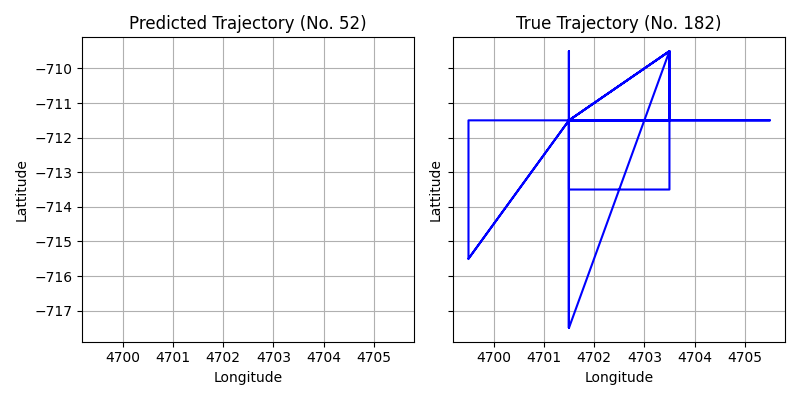 Predicted Trajectory (No. 52)
True Trajectory (No. 182)
−710
−711
−712
−713
−714
−715
−716
−717
Lattitude
Lattitude
4700 4701 4702 4703 4704 4705
4700 4701 4702 4703 4704 4705
Longitude
Longitude